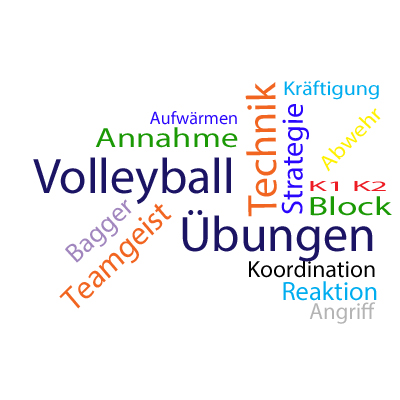 Kräftigung
Aufwärmen
Technik
Strategie
Abwehr
Annahme
Volleyball
K1 K2
Block
Bagger
Teamgeist
Übungen
Koordination
Reaktion
Angriff